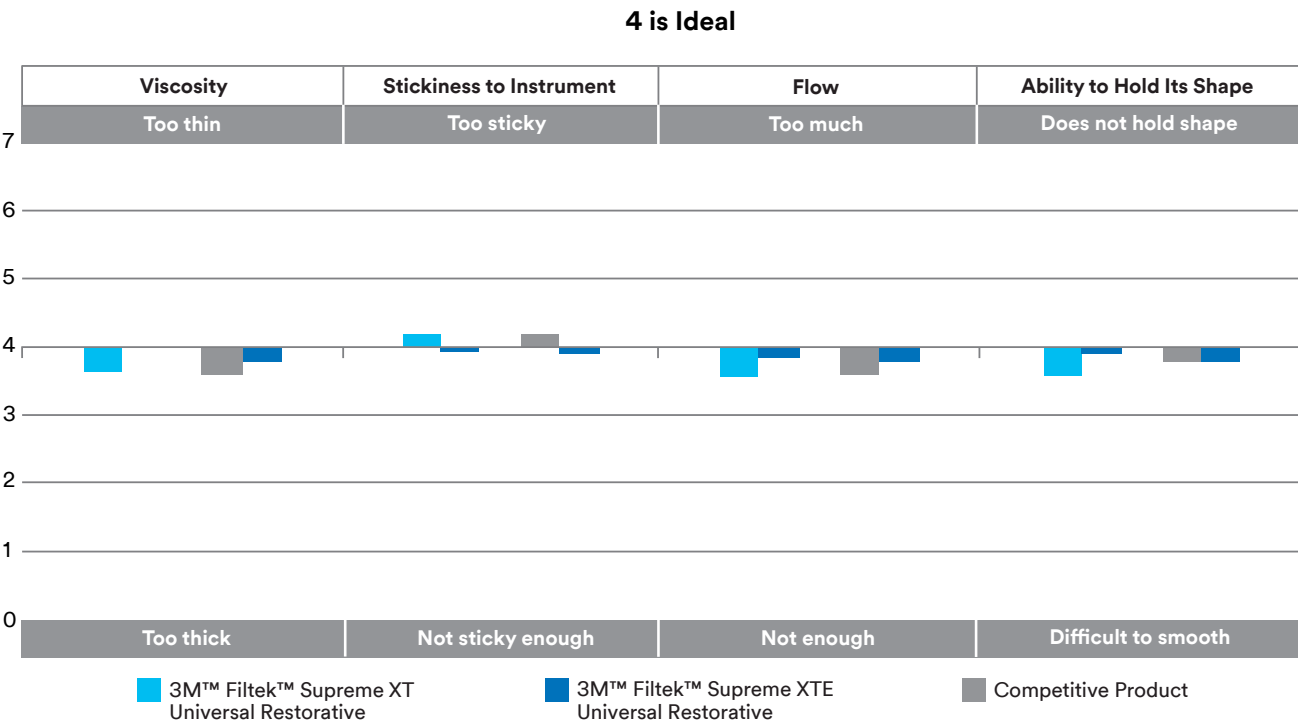 4 is Ideal
Viscosity Stickiness to Instrument Flow Ability to Hold Its Shape
Too thin Too sticky Too much Does not hold shape
7
6
5
4
3
2
1
0
Too thick Not sticky enough Not enough Difficult to smooth
3M™ Filtek™ Supreme XT 3M™ Filtek™ Supreme XTE Competitive Product
Universal Restorative Universal Restorative